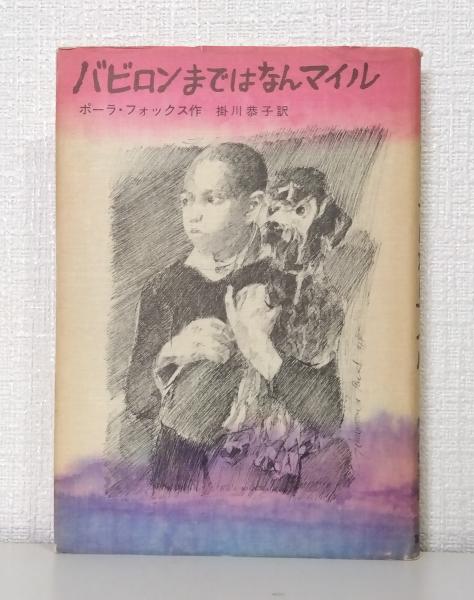 バビロンまではなんマイル
ポーラ・フォックス作 掛川恭子訳